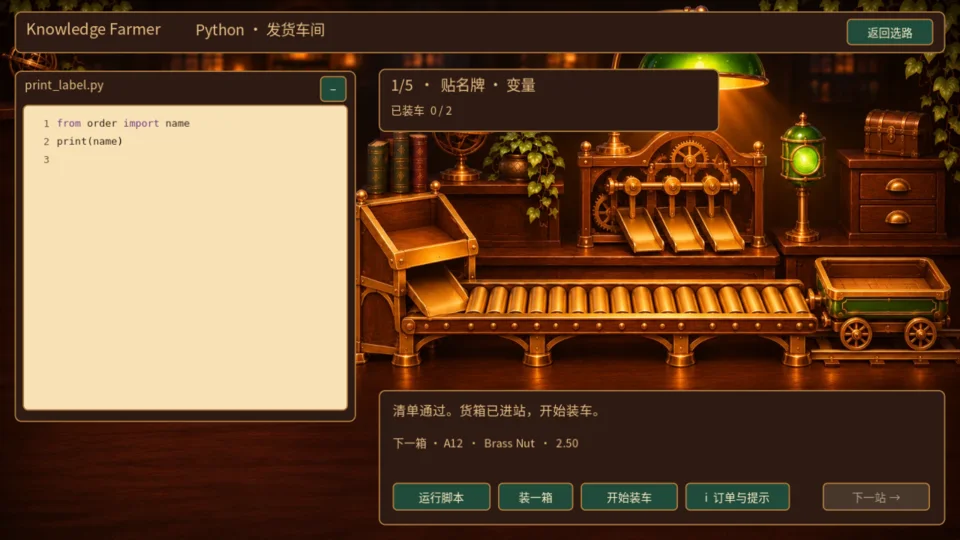 Knowledge Farmer
Python · 发货车间
返回选路
print_label.py
−
1 from order import name
2 print(name)
3
1/5 · 贴名牌 · 变量
已装车 0 / 2
清单通过。货箱已进站，开始装车。
下一箱 · A12 · Brass Nut · 2.50
运行脚本
装一箱
开始装车
i 订单与提示
下一站 →